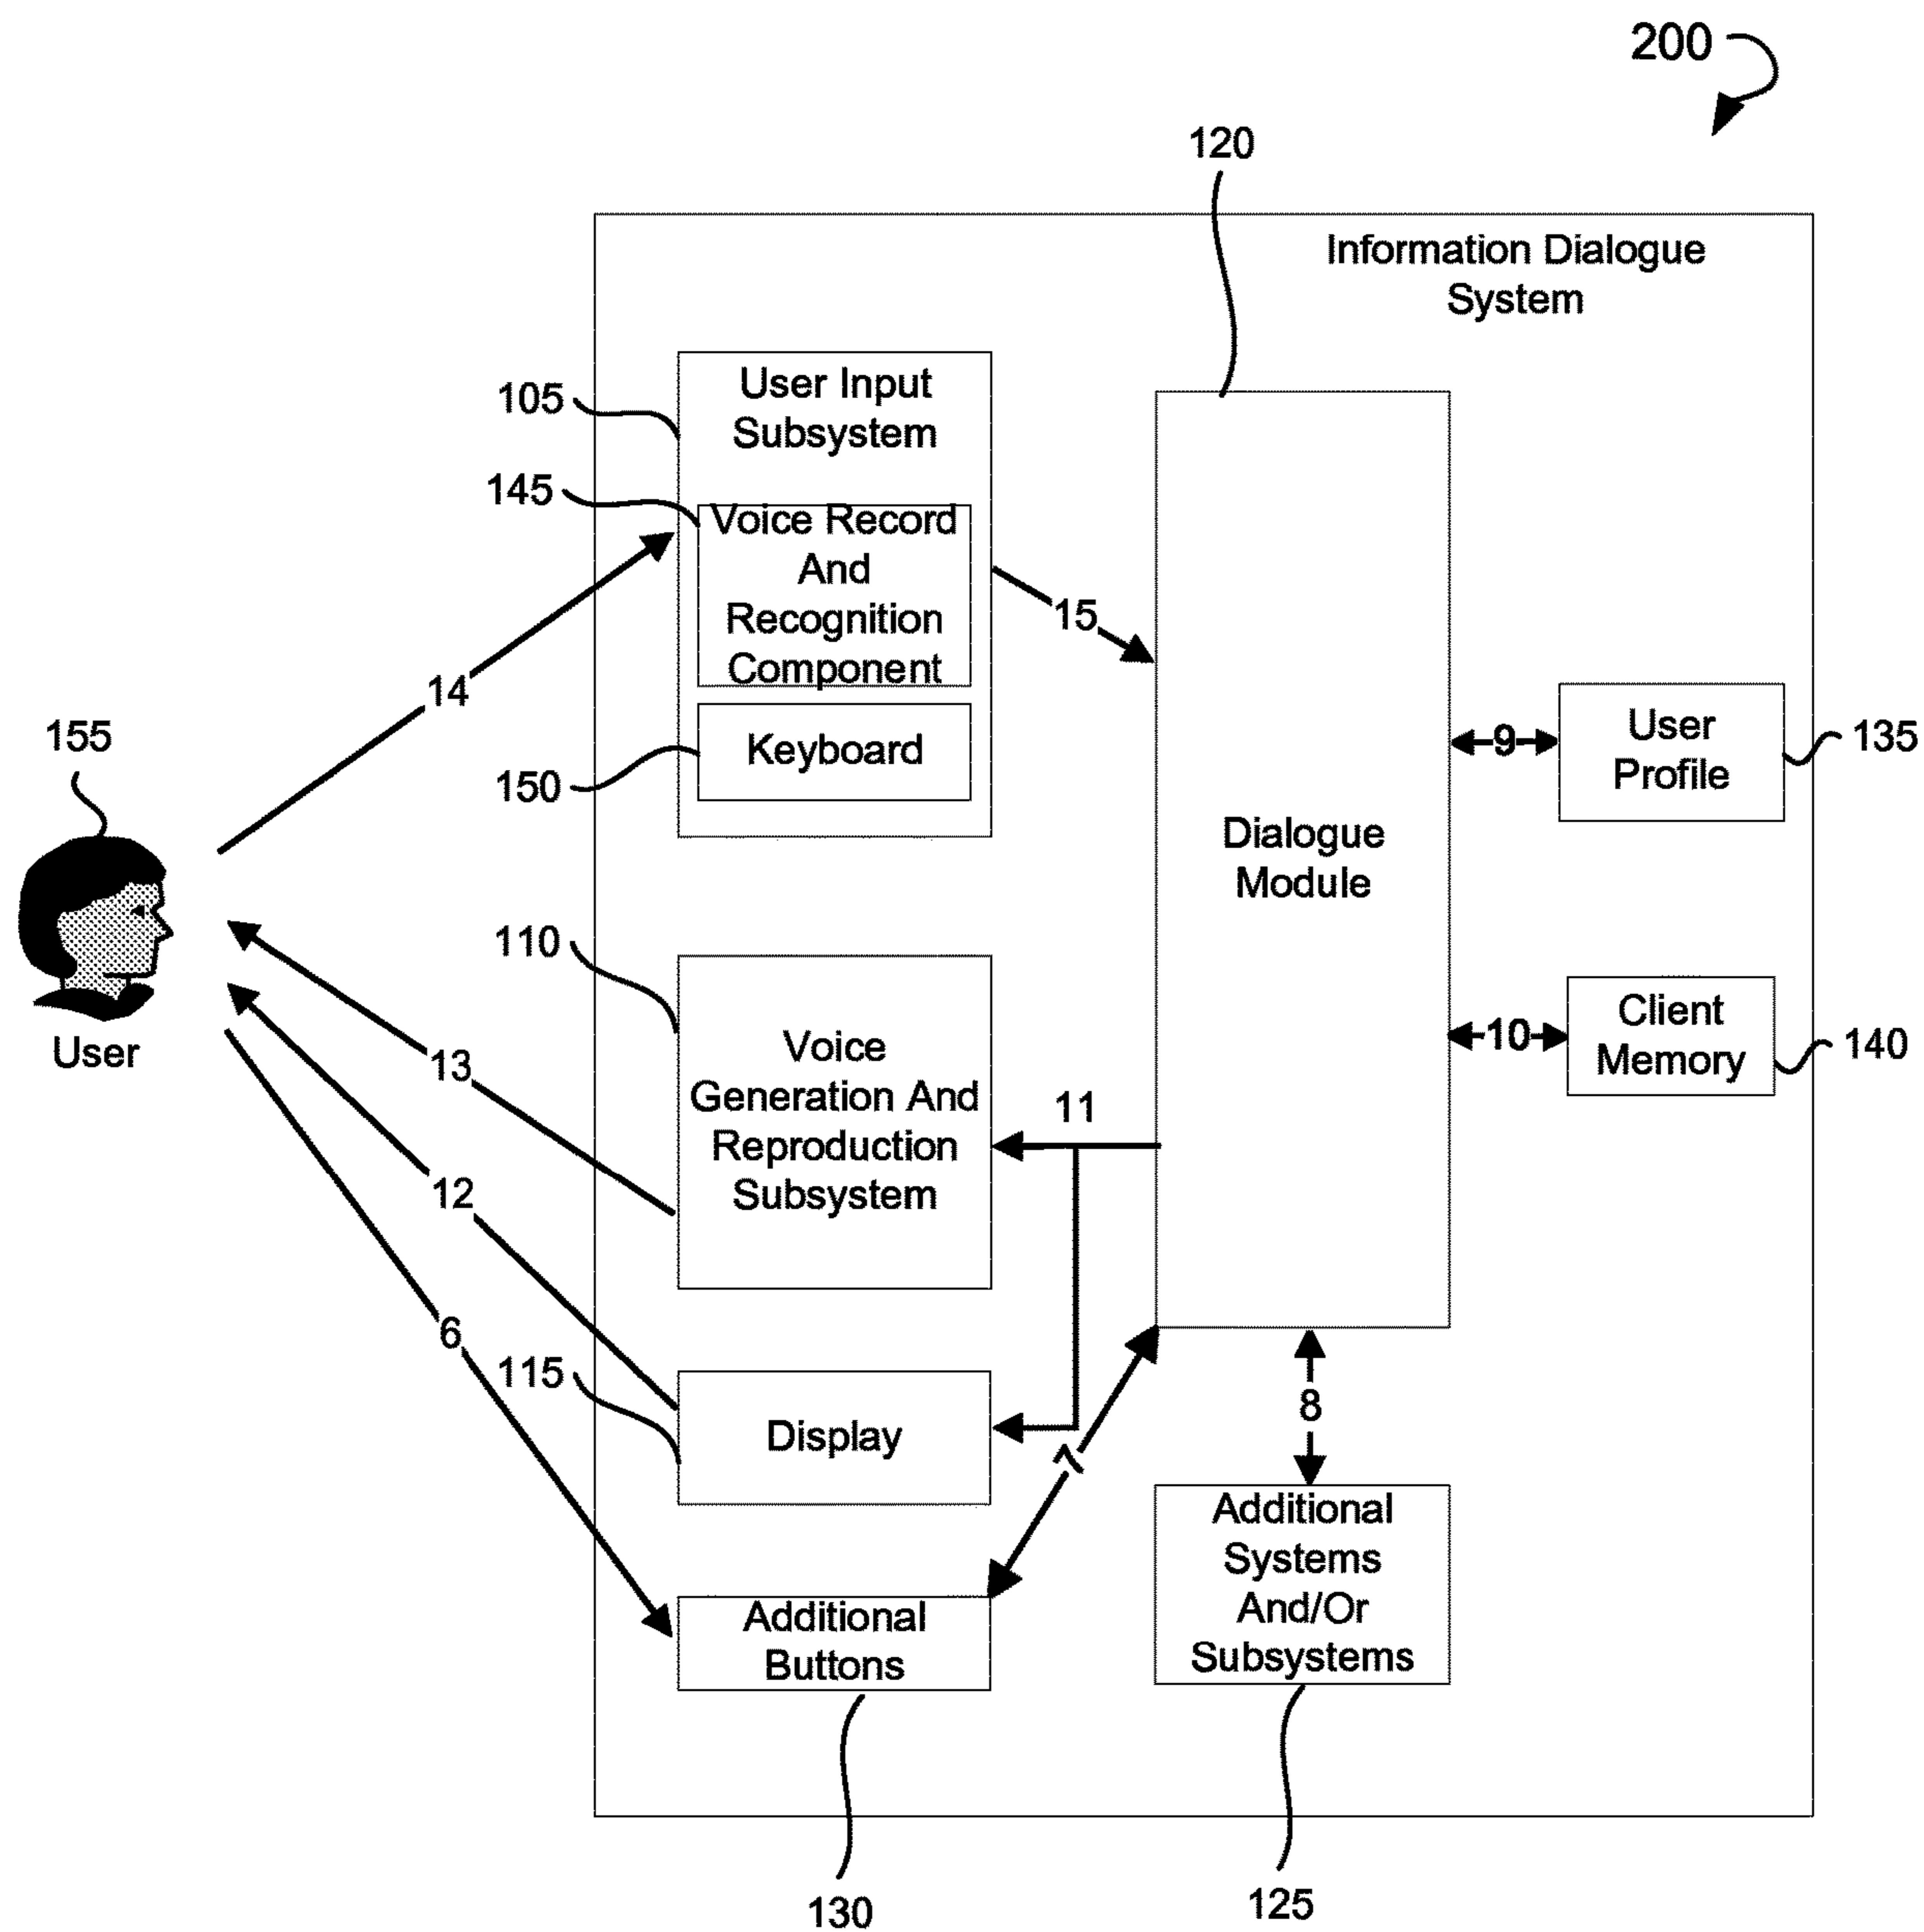 200
120
Information Dialogue
System
105
User Input
Subsystem
145
Voice Record
And
Recognition
Component
15
14
155
150
Keyboard
9
User
Profile
135
Dialogue
Module
User
110
Voice
Generation And
Reproduction
Subsystem
13
11
10
Client
Memory
140
12
6
115
Display
7
8
Additional
Systems
And/Or
Subsystems
Additional
Buttons
130
125